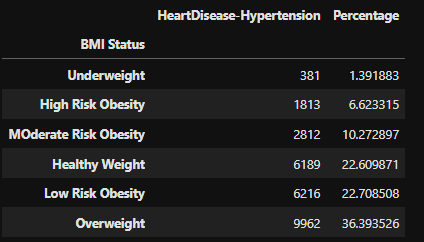 HeartDisease-Hypertension Percentage
BMI Status
Underweight 381 1.391883
High Risk Obesity 1813 6.623315
MOderate Risk Obesity 2812 10.272897
Healthy Weight 6189 22.609871
Low Risk Obesity 6216 22.708508
Overweight 9962 36.393526